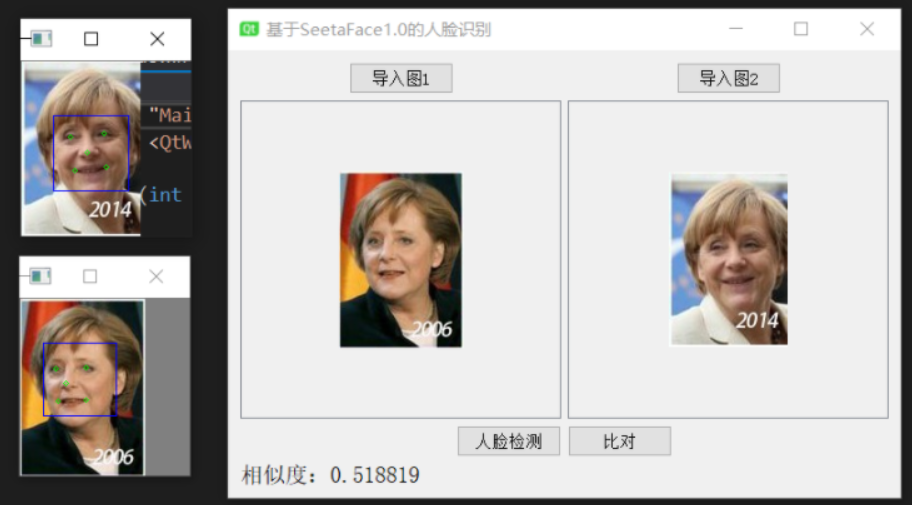 "Mai
<QtW
(int
2014
2006
Qt 基于SeetaFace1.0的人脸识别
导入图1 导入图2
2006 2014
人脸检测 比对
相似度：0.518819